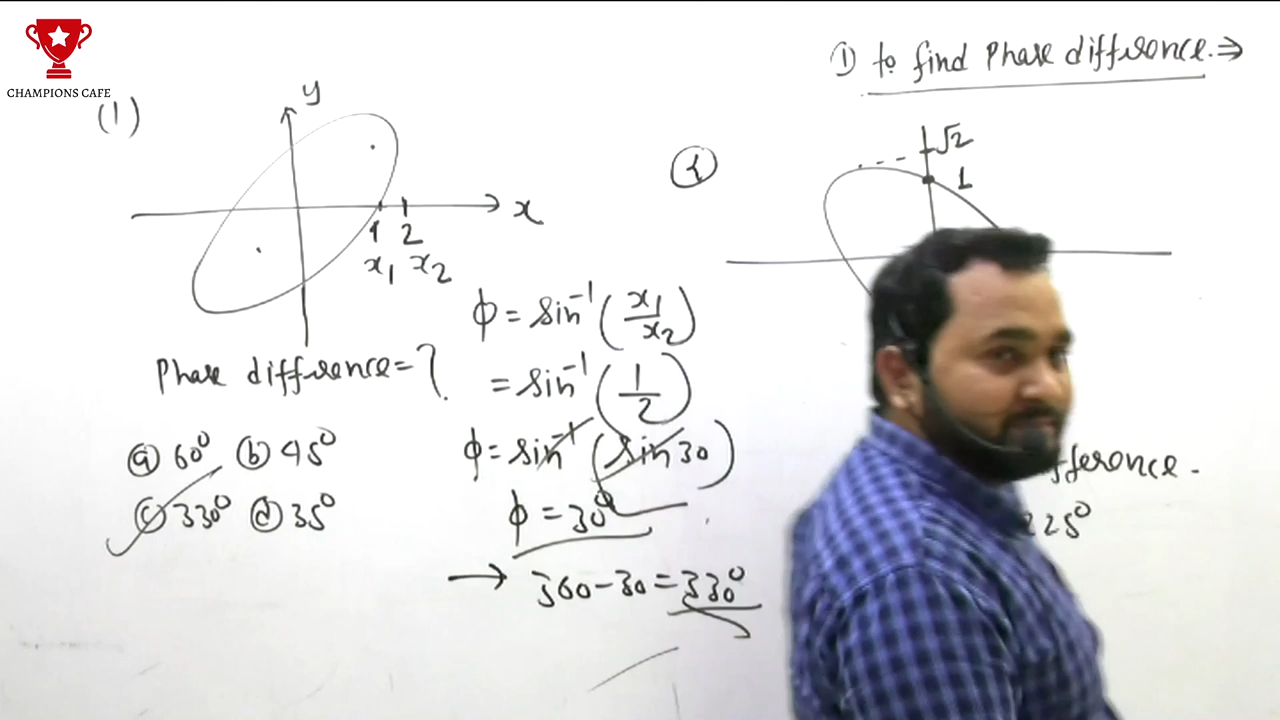 CHAMPIONS CAFE
① to find Phase difference. ⇒
(1)
y
x
1 2
x₁ x₂
Phase difference = ?
ⓐ 60° ⓑ 45°
ⓒ 330° ⓓ 35°
ϕ = sin⁻¹ (x₁/x₂)
= sin⁻¹ (1/2)
ϕ = sin⁻¹ (sin 30)
ϕ = 30°
→ 360 - 30 = 330°
√2
1
fference.
225°